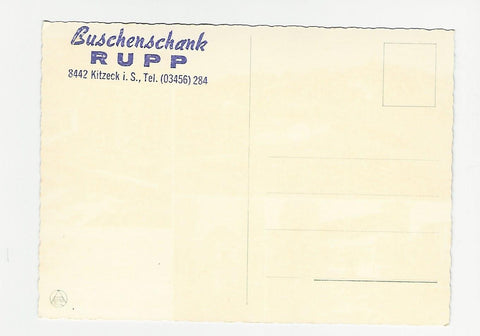 Buschenschank
RUPP
8442 Kitzeck i. S., Tel. (03456) 284